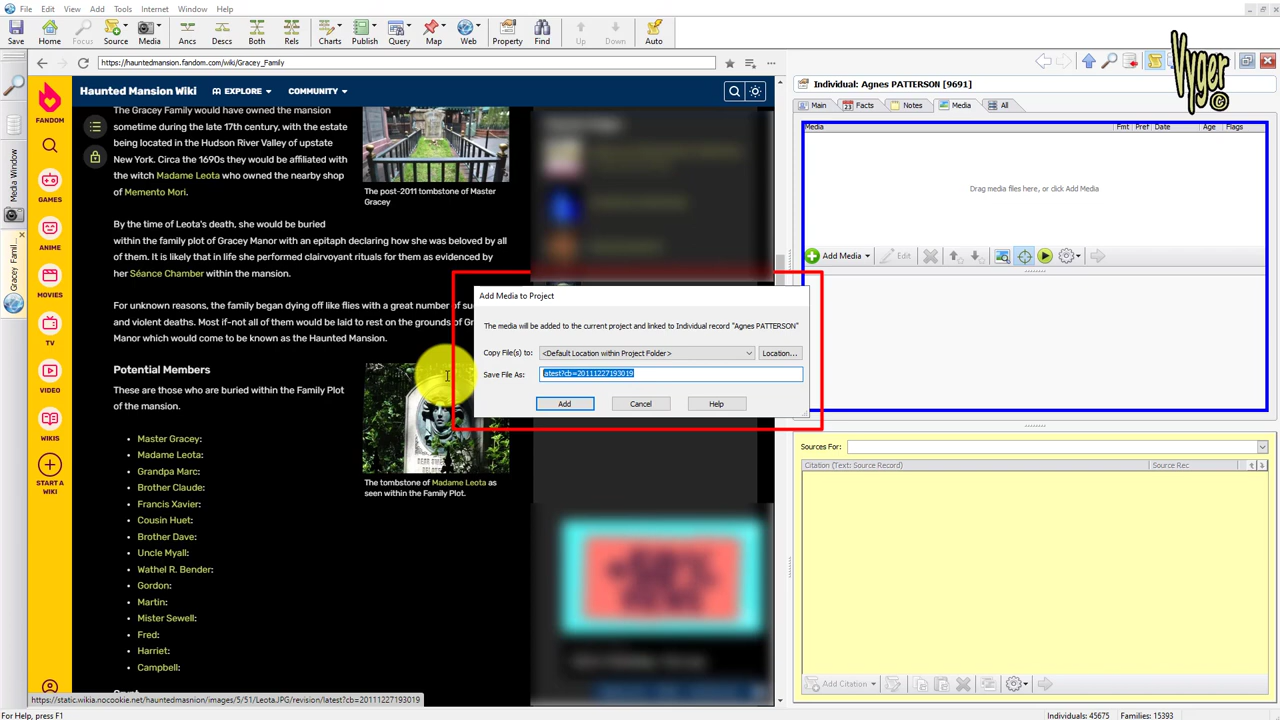 File Edit View Add Tools Internet Window Help
Save Home Focus Source Media Ancs Descs Both Rels Charts Publish Query Map Web Property Find Up Down Auto
https://hauntedmansion.fandom.com/wiki/Gracey_Family
Vyger©
Individual: Agnes PATTERSON [9691]
Main Facts Notes Media All
Media Fmt Pref Date Age Flags
Drag media files here, or click Add Media
Add Media Edit
Sources For:
Citation (Text: Source Record) Source Rec
Add Citation
Media Window
Gracey Famil...
FANDOM
GAMES
ANIME
MOVIES
TV
VIDEO
WIKIS
START A
WIKI
Haunted Mansion Wiki EXPLORE COMMUNITY
The Gracey Family would have owned the mansion
sometime during the late 17th century, with the estate
being located in the Hudson River Valley of upstate
New York. Circa the 1690s they would be affiliated with
the witch Madame Leota who owned the nearby shop
of Memento Mori.
The post-2011 tombstone of Master
Gracey
By the time of Leota's death, she would be buried
within the family plot of Gracey Manor with an epitaph declaring how she was beloved by all
of them. It is likely that in life she performed clairvoyant rituals for them as evidenced by
her Séance Chamber within the mansion.
For unknown reasons, the family began dying off like flies with a great number of su
and violent deaths. Most if-not all of them would be laid to rest on the grounds of Gr
Manor which would come to be known as the Haunted Mansion.
Potential Members
These are those who are buried within the Family Plot
of the mansion.
Master Gracey:
Madame Leota:
Grandpa Marc:
Brother Claude:
Francis Xavier:
Cousin Huet:
Brother Dave:
Uncle Myall:
Wathel R. Bender:
Gordon:
Martin:
Mister Sewell:
Fred:
Harriet:
Campbell:
The tombstone of Madame Leota as
seen within the Family Plot.
Add Media to Project
The media will be added to the current project and linked to Individual record "Agnes PATTERSON"
Copy File(s) to: <Default Location within Project Folder> Location...
Save File As: atest?cb=20111227193019
Add Cancel Help
https://static.wikia.nocookie.net/hauntedmasnion/images/5/51/Leota.JPG/revision/latest?cb=20111227193019
For Help, press F1 Individuals: 45675 Families: 15393